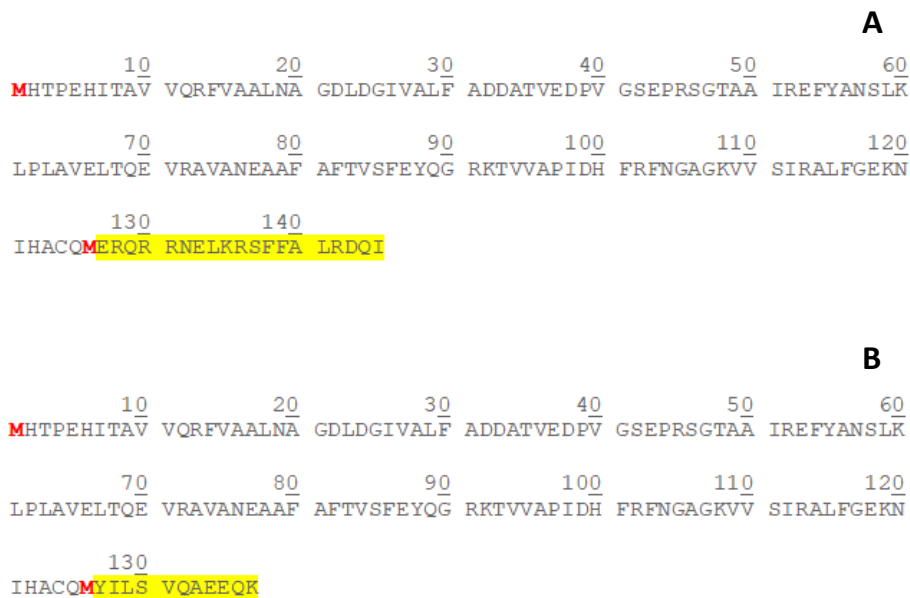 A
10 20 30 40 50 60
MHTPEHITAV VQRFVAALNA GDLDGIVALF ADDATVEDPV GSEPRSGTAA IREFYANSLK
70 80 90 100 110 120
LPLAVELTQE VRAVANEAAF AFTVSFEYQG RKTVVAPIDH FRFNGAGKVV SIRALFGEKN
130 140
IHACQMERQR RNELKRSFFA LRDQI
B
10 20 30 40 50 60
MHTPEHITAV VQRFVAALNA GDLDGIVALF ADDATVEDPV GSEPRSGTAA IREFYANSLK
70 80 90 100 110 120
LPLAVELTQE VRAVANEAAF AFTVSFEYQG RKTVVAPIDH FRFNGAGKVV SIRALFGEKN
130
IHACQMYILS VQAEEQK